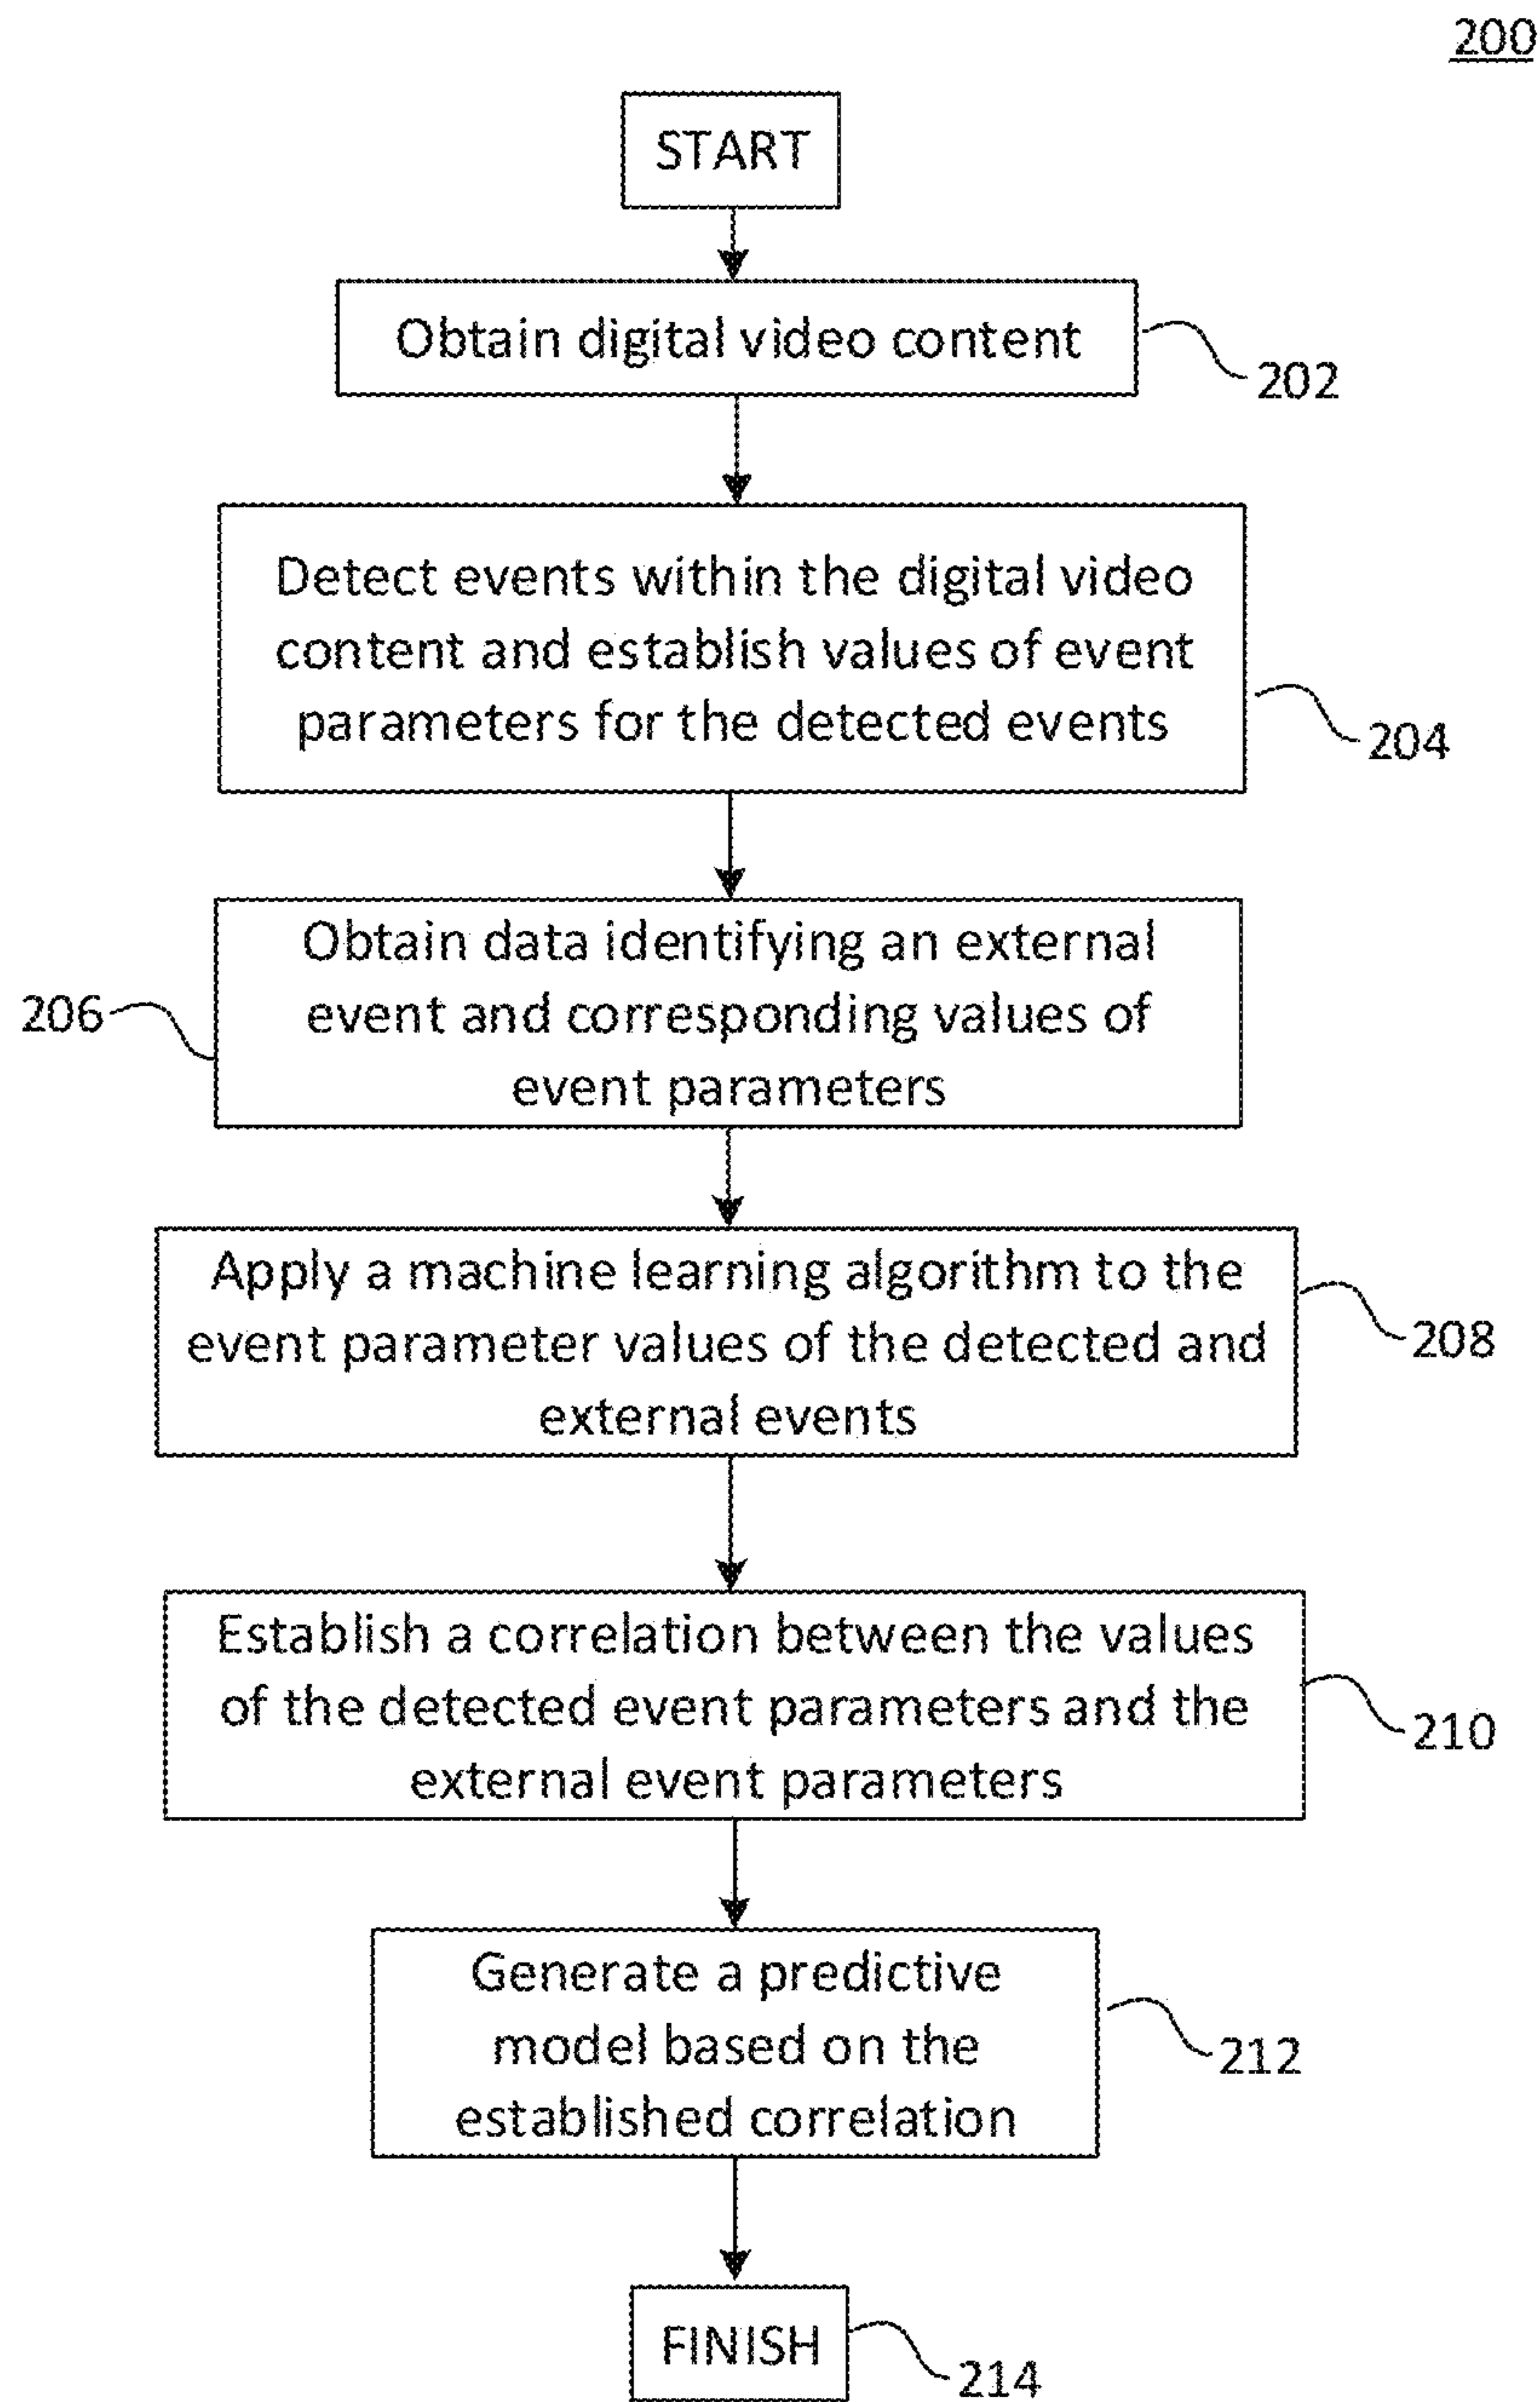 200
START
Obtain digital video content
202
Detect events within the digital video
content and establish values of event
parameters for the detected events
204
Obtain data identifying an external
event and corresponding values of
event parameters
206
Apply a machine learning algorithm to the
event parameter values of the detected and
external events
208
Establish a correlation between the values
of the detected event parameters and the
external event parameters
210
Generate a predictive
model based on the
established correlation
212
FINISH
214